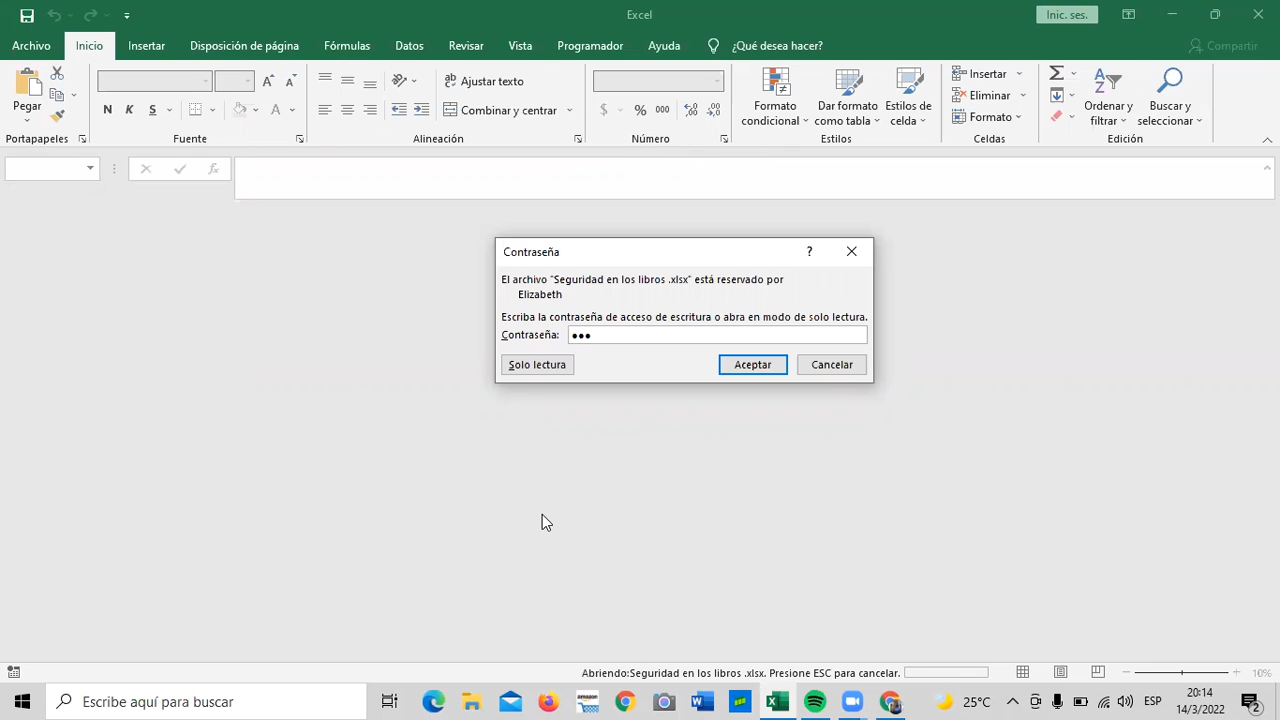 Excel
Inic. ses.
Archivo Inicio Insertar Disposición de página Fórmulas Datos Revisar Vista Programador Ayuda ¿Qué desea hacer? Compartir
Pegar
Portapapeles
N K S A
Fuente
Ajustar texto
Combinar y centrar
Alineación
$ % 000
Número
Formato condicional
Dar formato como tabla
Estilos de celda
Estilos
Insertar
Eliminar
Formato
Celdas
Ordenar y filtrar
Buscar y seleccionar
Edición
fx
Contraseña ?
El archivo "Seguridad en los libros .xlsx" está reservado por
Elizabeth
Escriba la contraseña de acceso de escritura o abra en modo de solo lectura.
Contraseña: •••
Solo lectura Aceptar Cancelar
Abriendo:Seguridad en los libros .xlsx. Presione ESC para cancelar. 10%
Escribe aquí para buscar
amazon
25°C
ESP
20:14
14/3/2022
2